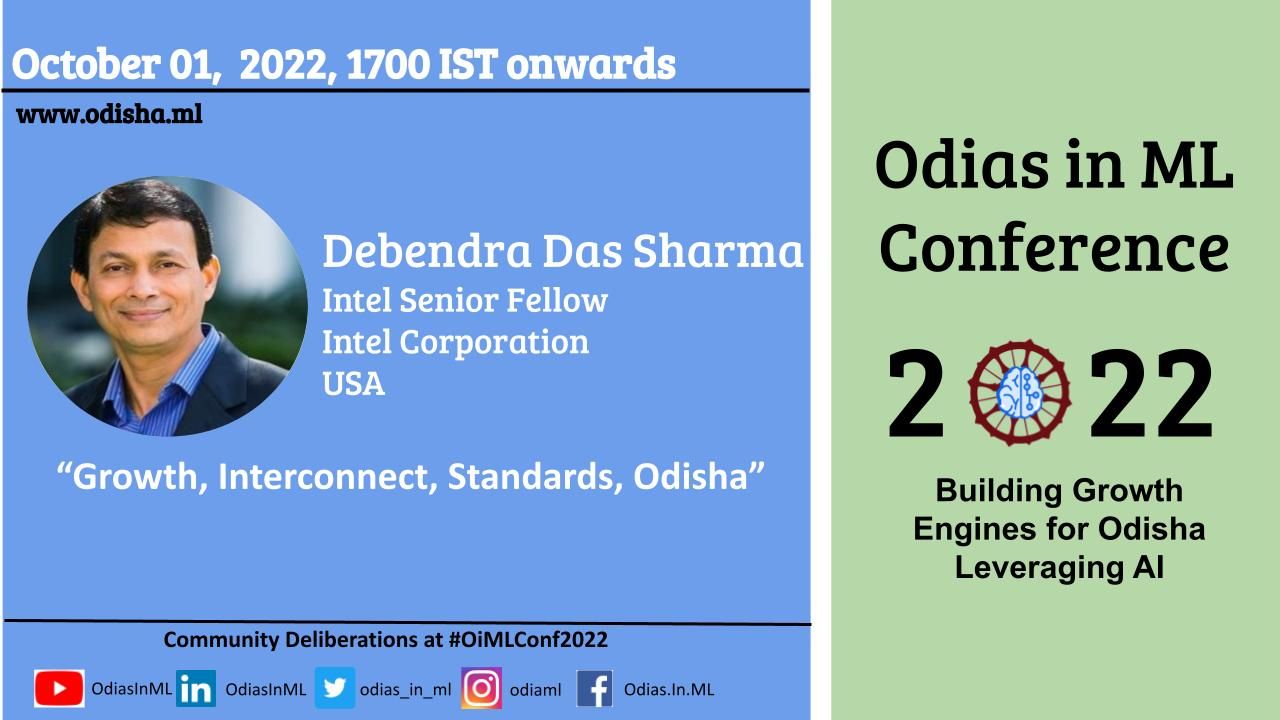 October 01,  2022, 1700 IST onwards
www.odisha.ml
Debendra Das Sharma
Intel Senior Fellow
Intel Corporation
USA
“Growth, Interconnect, Standards, Odisha”
Community Deliberations at #OiMLConf2022
OdiasInML OdiasInML odias_in_ml odiaml Odias.In.ML
Odias in ML
Conference
2 22
Building Growth
Engines for Odisha
Leveraging AI